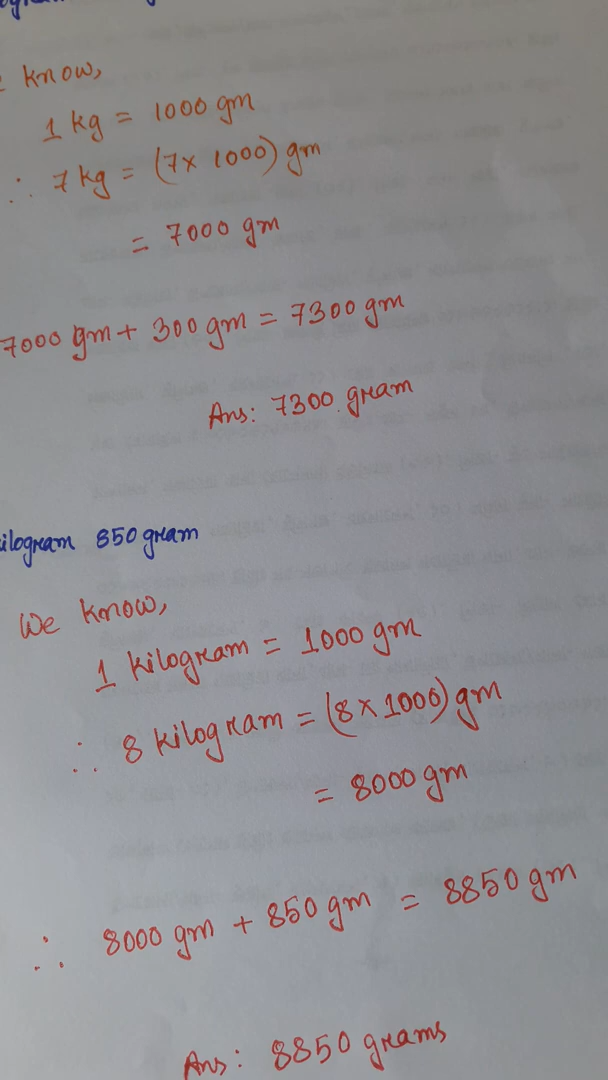 know,
1 kg = 1000 gm
∴ 7 kg = (7 x 1000) gm
= 7000 gm
7000 gm + 300 gm = 7300 gm
Ans: 7300 gram
ilogram 850 gram
We know,
1 kilogram = 1000 gm
∴ 8 kilogram = (8 x 1000) gm
= 8000 gm
∴ 8000 gm + 850 gm = 8850 gm
Ans: 8850 grams